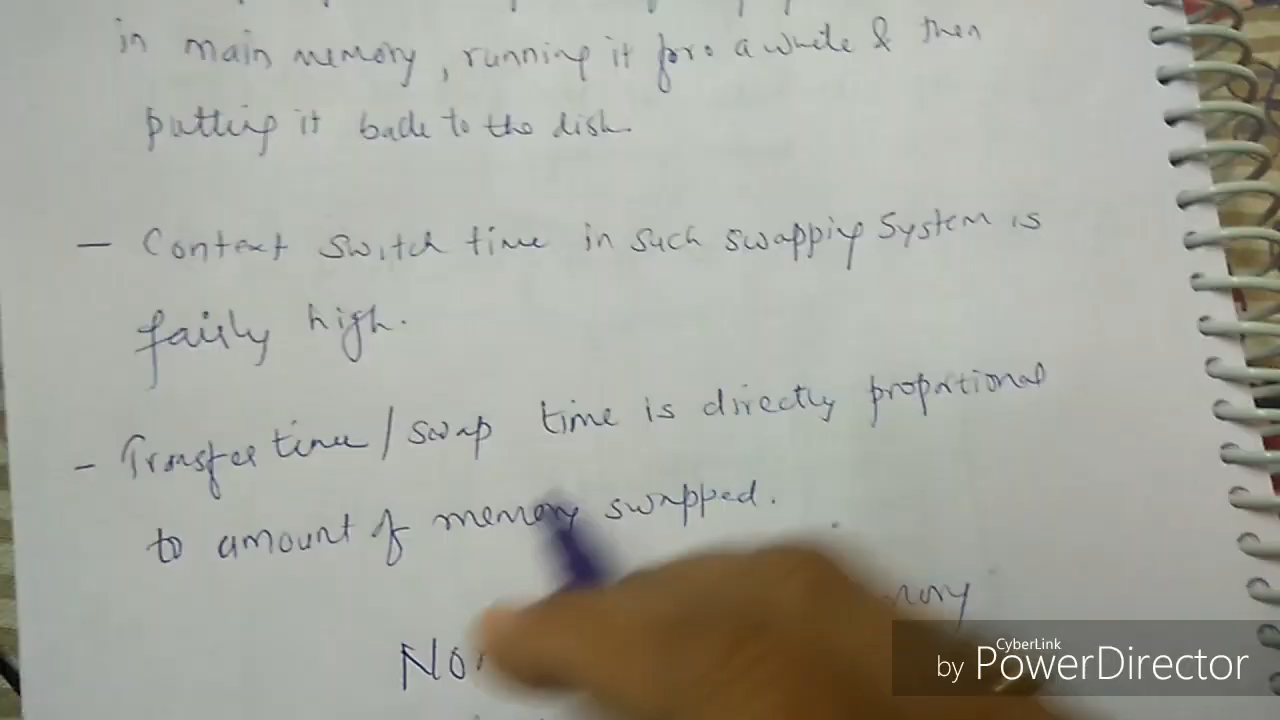 in main memory, running it for a while & then
putting it back to the disk.
— Context switch time in such swapping system is
fairly high.
- Transfer time / swap time is directly propotional
to amount of memory swapped.
CyberLink
by PowerDirector